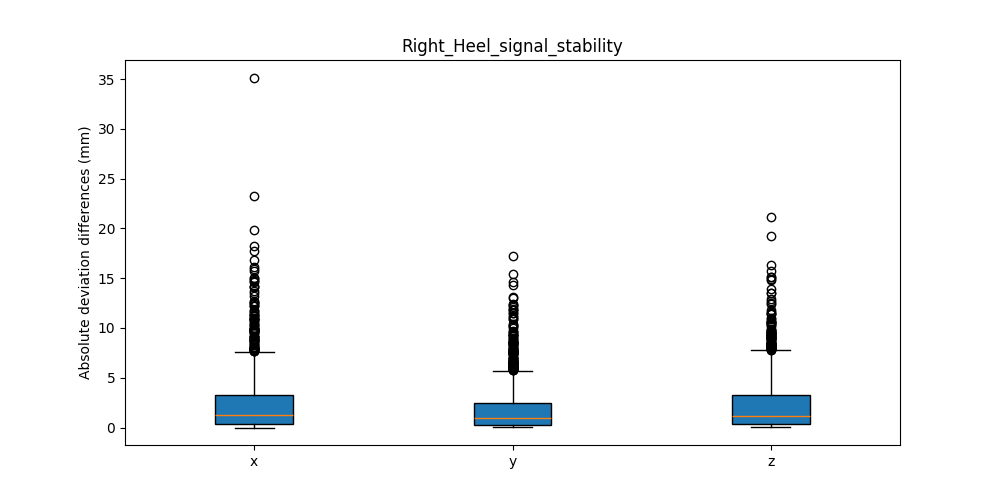 Right_Heel_signal_stability
Absolute deviation differences (mm)
35
30
25
20
15
10
5
0
x y z